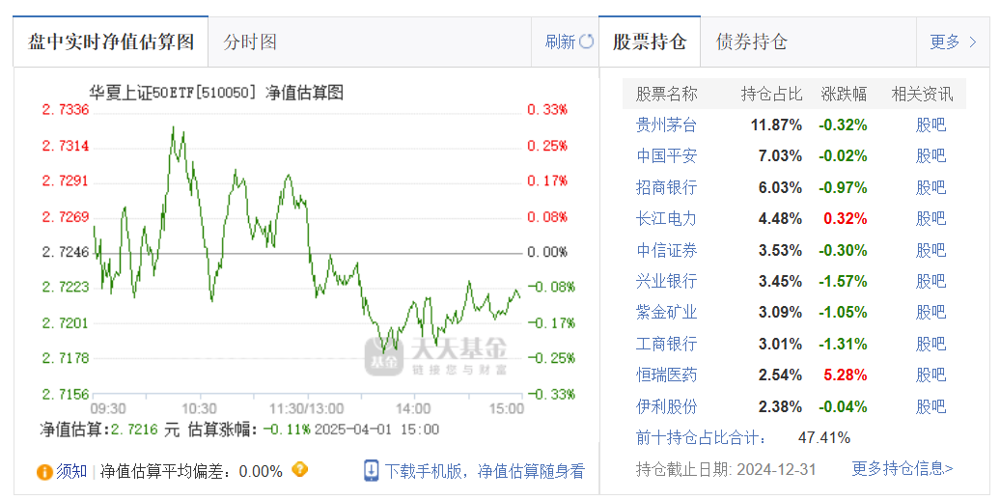 盘中实时净值估算图 分时图 刷新
华夏上证50ETF[510050] 净值估算图
2.7336 0.33%
2.7314 0.25%
2.7291 0.17%
2.7269 0.08%
2.7246 0.00%
2.7223 -0.08%
2.7201 -0.17%
2.7178 -0.25%
2.7156 -0.33%
天天基金
基金 链接您与财富
09:30 10:30 11:30/13:00 14:00 15:00
净值估算:2.7216 元 估算涨幅: -0.11% 2025-04-01 15:00
须知 | 净值估算平均偏差: 0.00% ? 下载手机版，净值估算随身看
股票持仓 债券持仓 更多 >
股票名称 持仓占比 涨跌幅 相关资讯
贵州茅台 11.87% -0.32% 股吧
中国平安 7.03% -0.02% 股吧
招商银行 6.03% -0.97% 股吧
长江电力 4.48% 0.32% 股吧
中信证券 3.53% -0.30% 股吧
兴业银行 3.45% -1.57% 股吧
紫金矿业 3.09% -1.05% 股吧
工商银行 3.01% -1.31% 股吧
恒瑞医药 2.54% 5.28% 股吧
伊利股份 2.38% -0.04% 股吧
前十持仓占比合计： 47.41%
持仓截止日期: 2024-12-31 更多持仓信息>